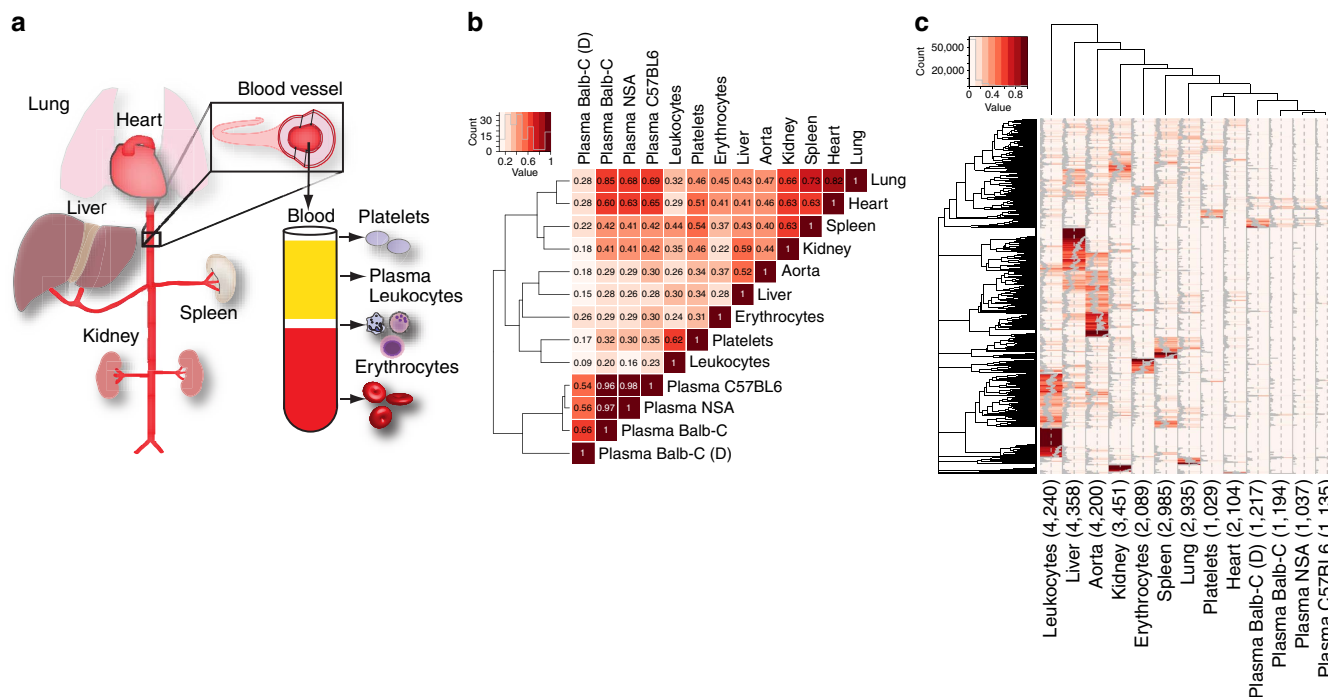 a
Lung
Heart
Blood vessel
Liver
Blood
Platelets
Plasma
Leukocytes
Spleen
Kidney
Erythrocytes
b
Count
30
20
10
0
0.2 0.6 1
Value
Plasma Balb-C (D)
Plasma Balb-C
Plasma NSA
Plasma C57BL6
Leukocytes
Platelets
Erythrocytes
Liver
Aorta
Kidney
Spleen
Heart
Lung
0.28 0.85 0.68 0.69 0.32 0.46 0.45 0.43 0.47 0.66 0.73 0.82 1 Lung
0.28 0.60 0.63 0.65 0.29 0.51 0.41 0.41 0.46 0.63 0.63 1 Heart
0.22 0.42 0.41 0.42 0.44 0.54 0.37 0.43 0.40 0.63 1 Spleen
0.18 0.41 0.41 0.42 0.35 0.46 0.22 0.59 0.44 1 Kidney
0.18 0.29 0.29 0.30 0.26 0.34 0.37 0.52 1 Aorta
0.15 0.28 0.26 0.28 0.30 0.34 0.28 1 Liver
0.26 0.29 0.29 0.30 0.24 0.31 1 Erythrocytes
0.17 0.32 0.30 0.35 0.62 1 Platelets
0.09 0.20 0.16 0.23 1 Leukocytes
0.54 0.96 0.98 1 Plasma C57BL6
0.56 0.97 1 Plasma NSA
0.66 1 Plasma Balb-C
1 Plasma Balb-C (D)
c
Count
50,000
20,000
0 0.4 0.8
Value
Leukocytes (4,240)
Liver (4,358)
Aorta (4,200)
Kidney (3,451)
Erythrocytes (2,089)
Spleen (2,985)
Lung (2,935)
Platelets (1,029)
Heart (2,104)
Plasma Balb-C (D) (1,217)
Plasma Balb-C (1,194)
Plasma NSA (1,037)
Plasma C57BL6 (1,135)